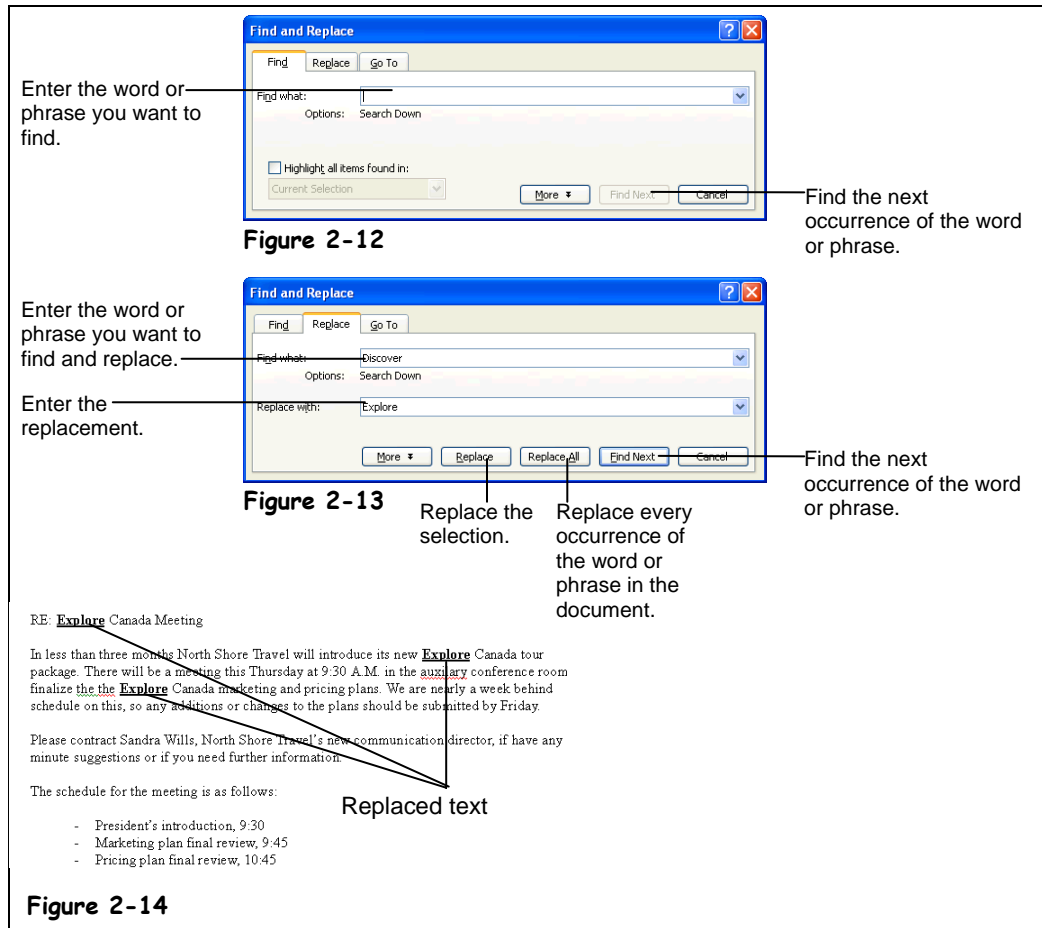 Find and Replace
Find Replace Go To
Enter the word or
phrase you want to
find.
Find what:
Options: Search Down
Highlight all items found in:
Current Selection
More Find Next Cancel
Find the next
occurrence of the word
or phrase.
Figure 2-12
Find and Replace
Find Replace Go To
Enter the word or
phrase you want to
find and replace.
Find what: Discover
Options: Search Down
Enter the
replacement.
Replace with: Explore
More Replace Replace All Find Next Cancel
Find the next
occurrence of the word
or phrase.
Figure 2-13
Replace the
selection.
Replace every
occurrence of
the word or
phrase in the
document.
RE: Explore Canada Meeting
In less than three months North Shore Travel will introduce its new Explore Canada tour
package. There will be a meeting this Thursday at 9:30 A.M. in the auxilary conference room
finalize the the Explore Canada marketing and pricing plans. We are nearly a week behind
schedule on this, so any additions or changes to the plans should be submitted by Friday.
Please contract Sandra Wills, North Shore Travel's new communication director, if have any
minute suggestions or if you need further information.
The schedule for the meeting is as follows:
Replaced text
- President's introduction, 9:30
- Marketing plan final review, 9:45
- Pricing plan final review, 10:45
Figure 2-14